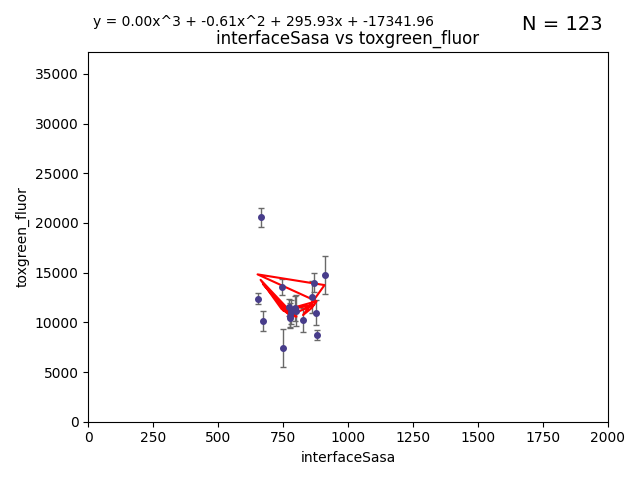 y = 0.00x^3 + -0.61x^2 + 295.93x + -17341.96
N = 123
interfaceSasa vs toxgreen_fluor
35000
30000
25000
20000
15000
10000
5000
0
toxgreen_fluor
0 250 500 750 1000 1250 1500 1750 2000
interfaceSasa